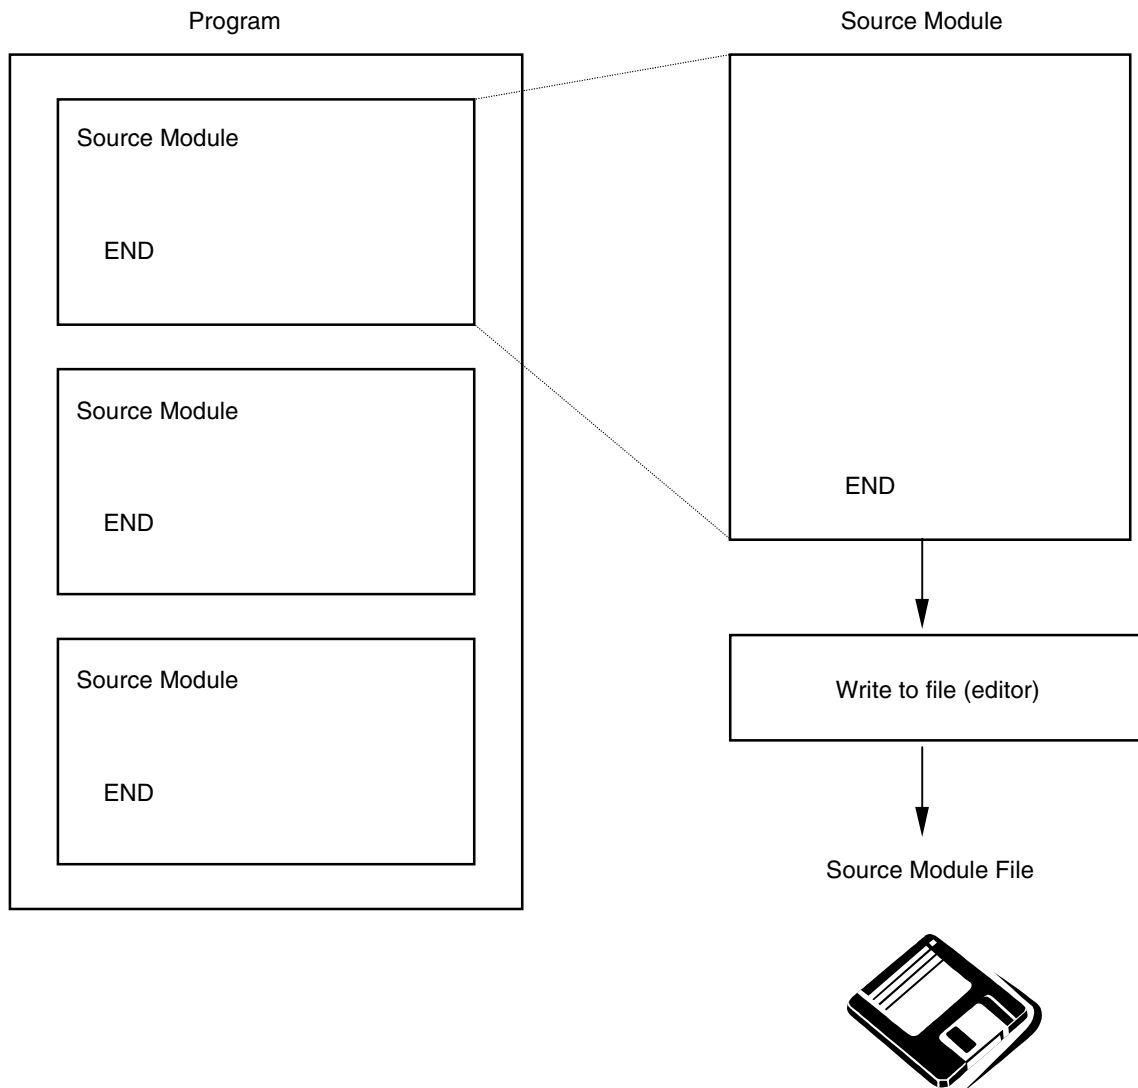 Program
Source Module
Source Module
END
Source Module
END
Source Module
END
END
Write to file (editor)
Source Module File